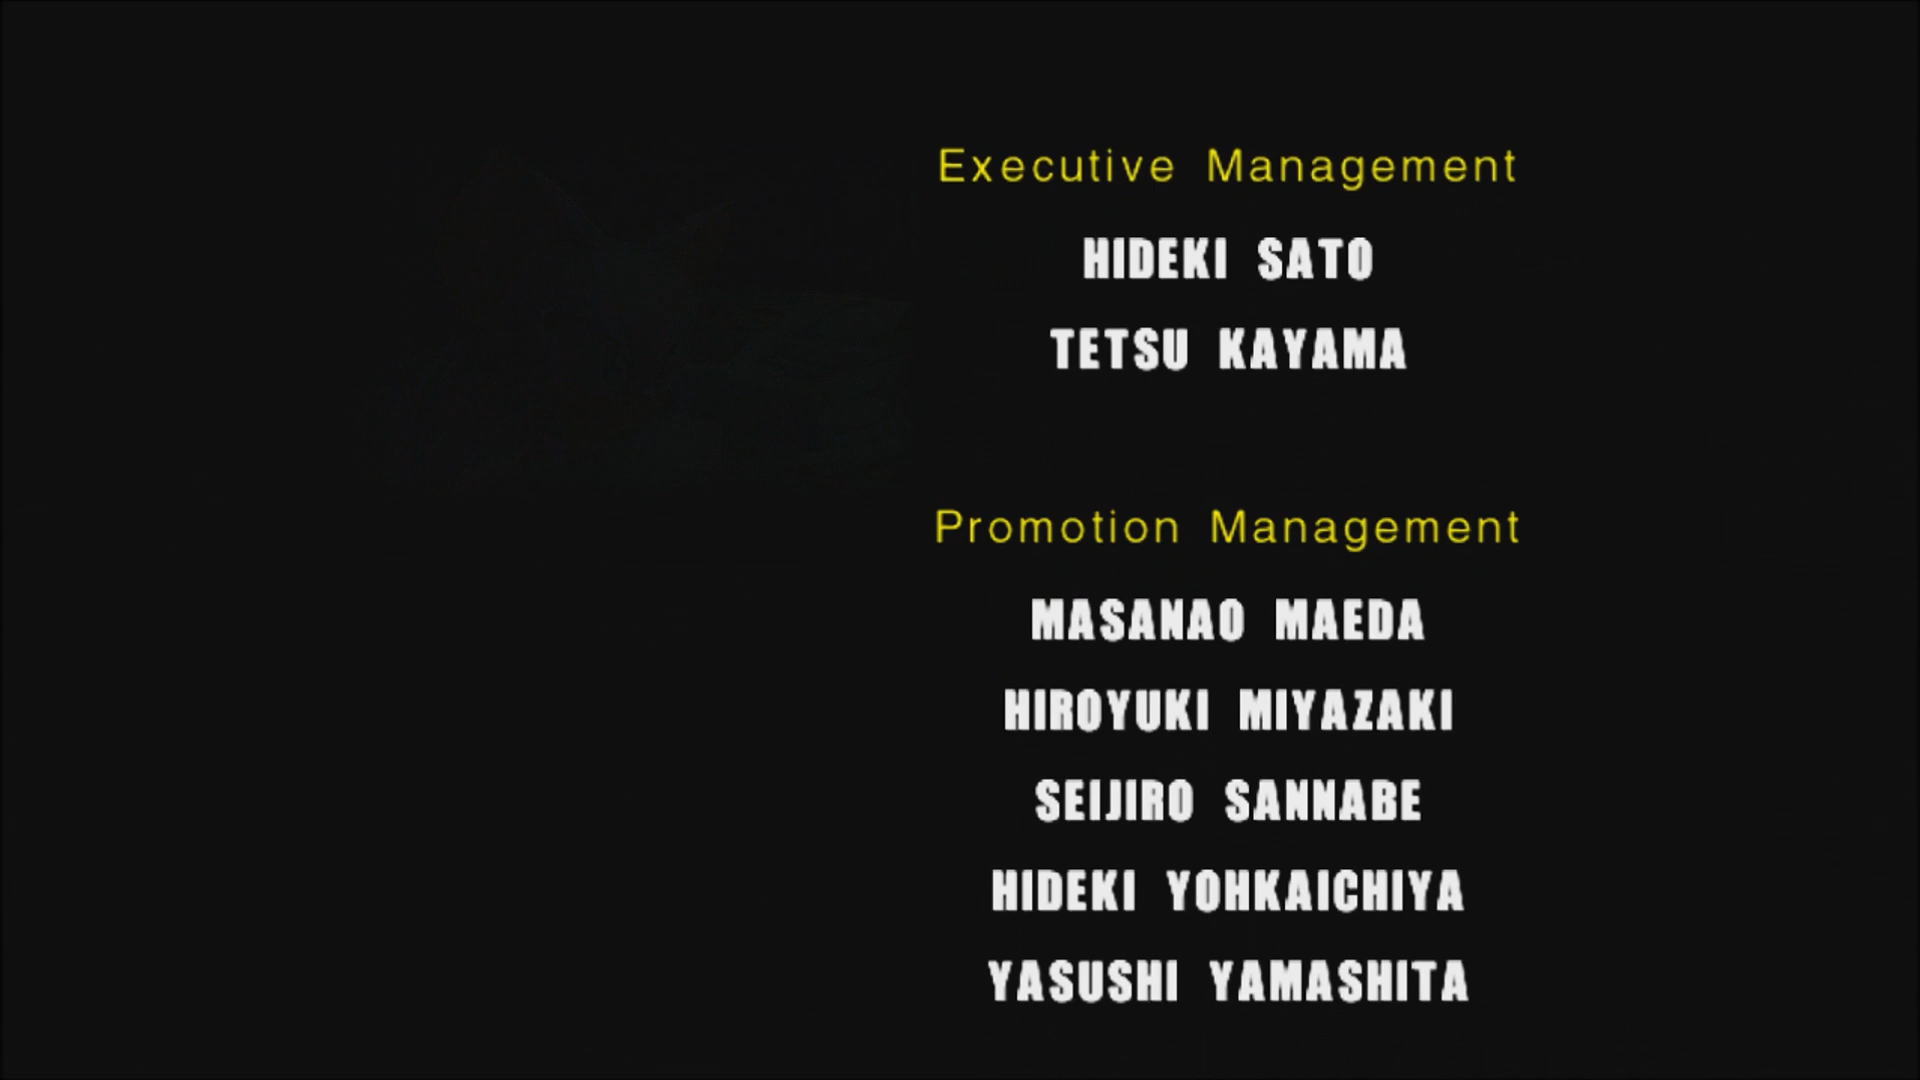 Executive Management
HIDEKI SATO
TETSU KAYAMA
Promotion Management
MASANAO MAEDA
HIROYUKI MIYAZAKI
SEIJIRO SANNABE
HIDEKI YOHKAICHIYA
YASUSHI YAMASHITA